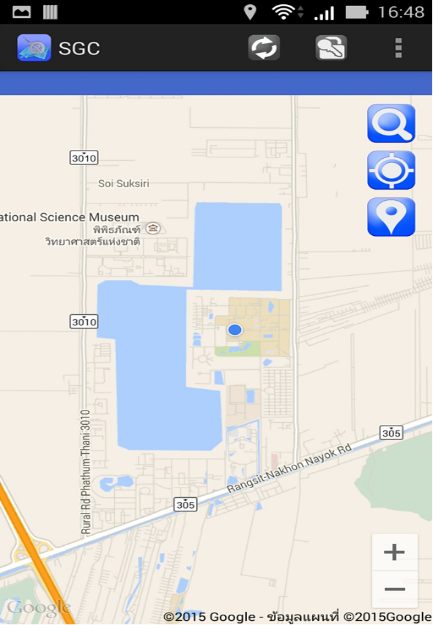 16:48
SGC
3010
Soi Suksiri
ational Science Museum
พิพิธภัณฑ์
วิทยาศาสตร์แห่งชาติ
3010
Rural Rd Phathum Thani 3010
305
Rangsit-Nakhon Nayok Rd
305
+
−
Google
©2015 Google - ข้อมูลแผนที่ ©2015Google